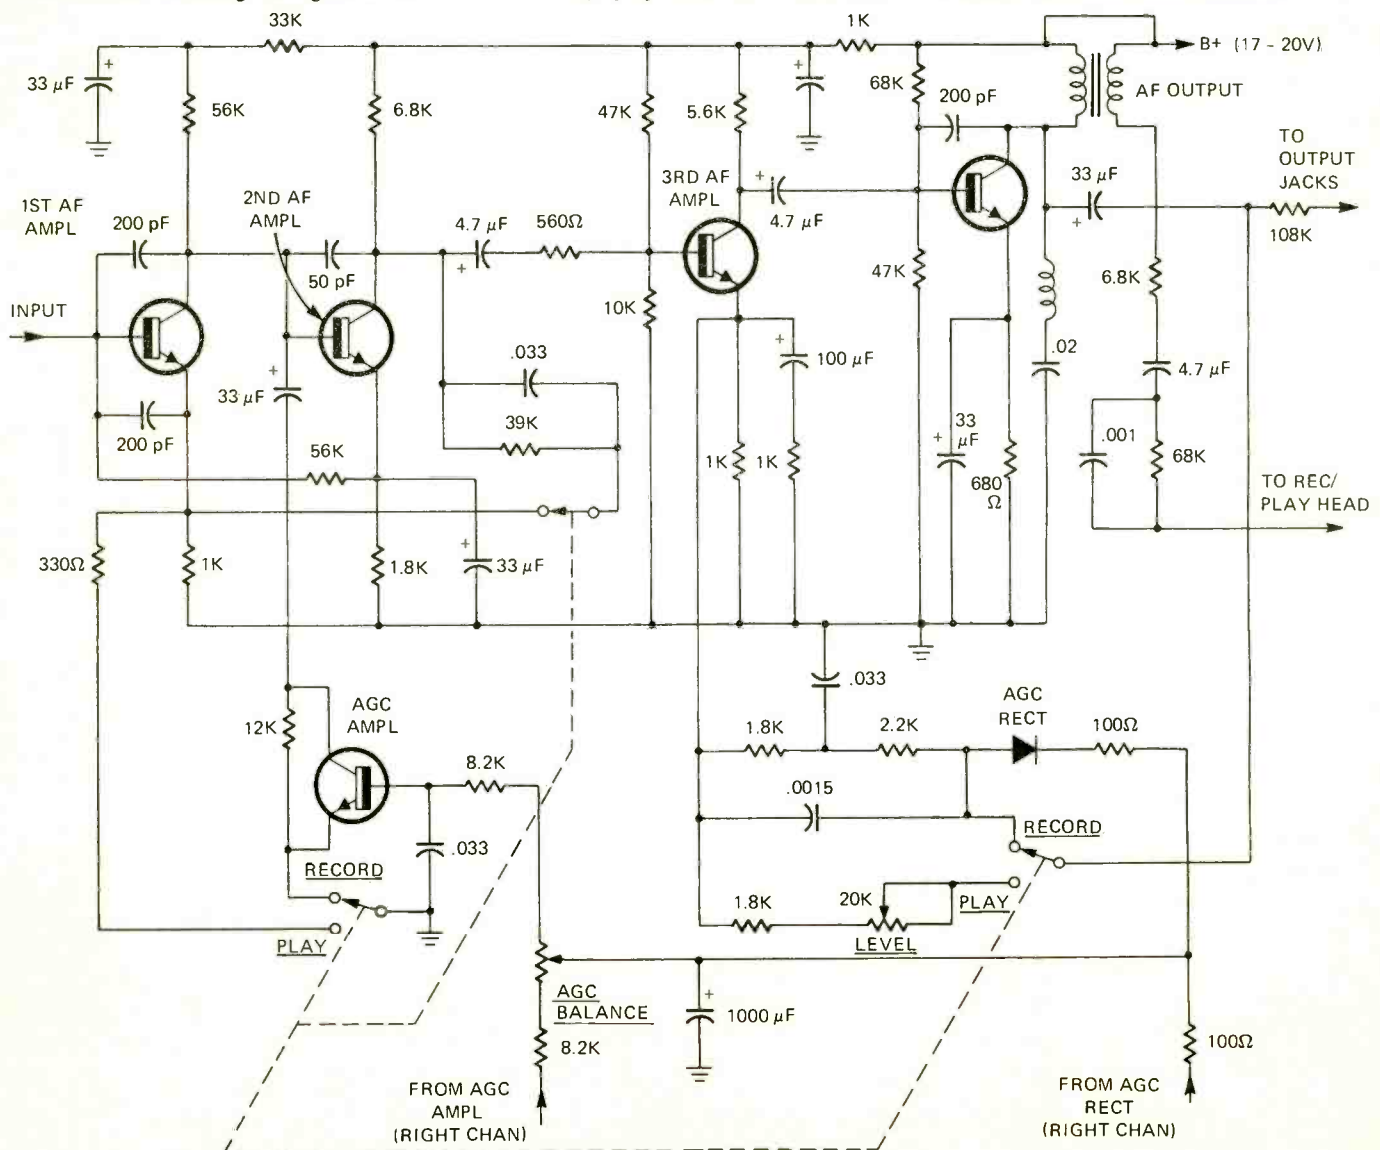 33K
1K
B+ (17 - 20V)
33 µF
+
56K
6.8K
47K
5.6K
+
68K
200 pF
AF OUTPUT
TO
OUTPUT
JACKS
1ST AF
AMPL
200 pF
2ND AF
AMPL
50 pF
4.7 µF
+
560Ω
3RD AF
AMPL
+
4.7 µF
33 µF
+
108K
47K
6.8K
INPUT
10K
200 pF
33 µF
+
.033
39K
+
100 µF
.02
4.7 µF
56K
1K
1K
33
µF
+
680
Ω
.001
68K
TO REC/
PLAY HEAD
330Ω
1K
1.8K
+
33 µF
.033
12K
AGC
AMPL
8.2K
1.8K
2.2K
AGC
RECT
100Ω
.0015
.033
RECORD
RECORD
PLAY
1.8K
20K
LEVEL
PLAY
AGC
BALANCE
+
1000 µF
8.2K
100Ω
FROM AGC
AMPL
(RIGHT CHAN)
FROM AGC
RECT
(RIGHT CHAN)